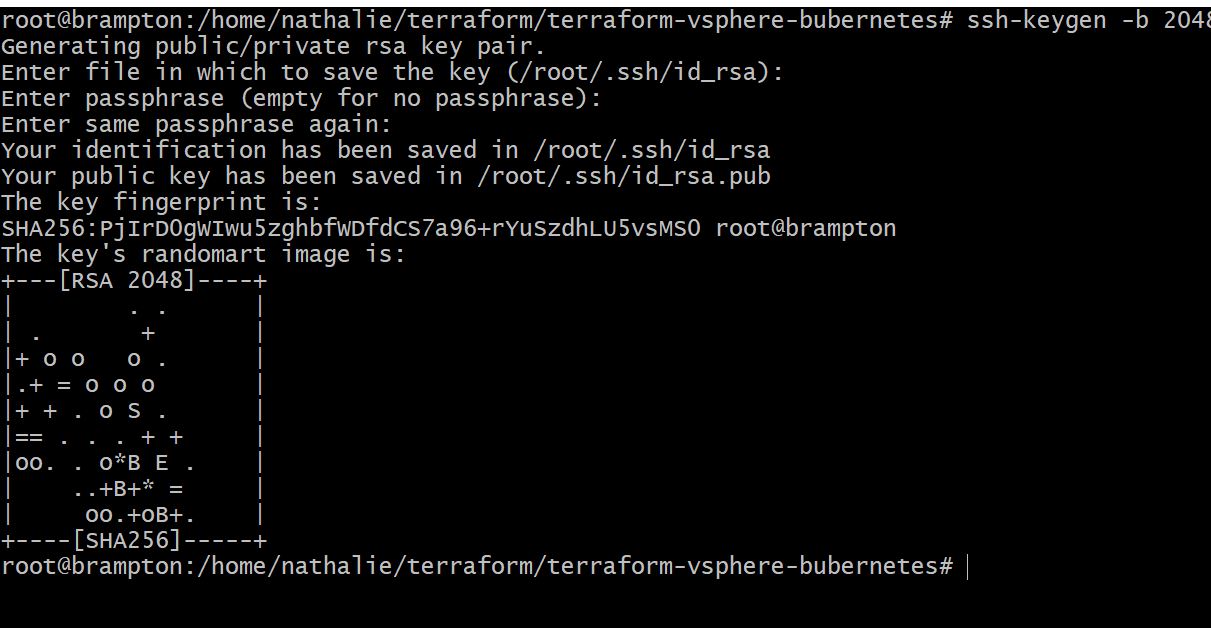 root@brampton:/home/nathalie/terraform/terraform-vsphere-bubernetes# ssh-keygen -b 2048
Generating public/private rsa key pair.
Enter file in which to save the key (/root/.ssh/id_rsa):
Enter passphrase (empty for no passphrase):
Enter same passphrase again:
Your identification has been saved in /root/.ssh/id_rsa
Your public key has been saved in /root/.ssh/id_rsa.pub
The key fingerprint is:
SHA256:PjIrD0gWIwu5zghbfWDfdCS7a96+rYuSzdhLU5vsMS0 root@brampton
The key's randomart image is:
+---[RSA 2048]----+
|        . .      |
| .       +       |
|+ o o   o .      |
|.+ = o o o       |
|+ + . o S .      |
|== . . . + +     |
|oo. . o*B E .    |
|    ..+B+* =     |
|     oo.+oB+.    |
+----[SHA256]-----+
root@brampton:/home/nathalie/terraform/terraform-vsphere-bubernetes#